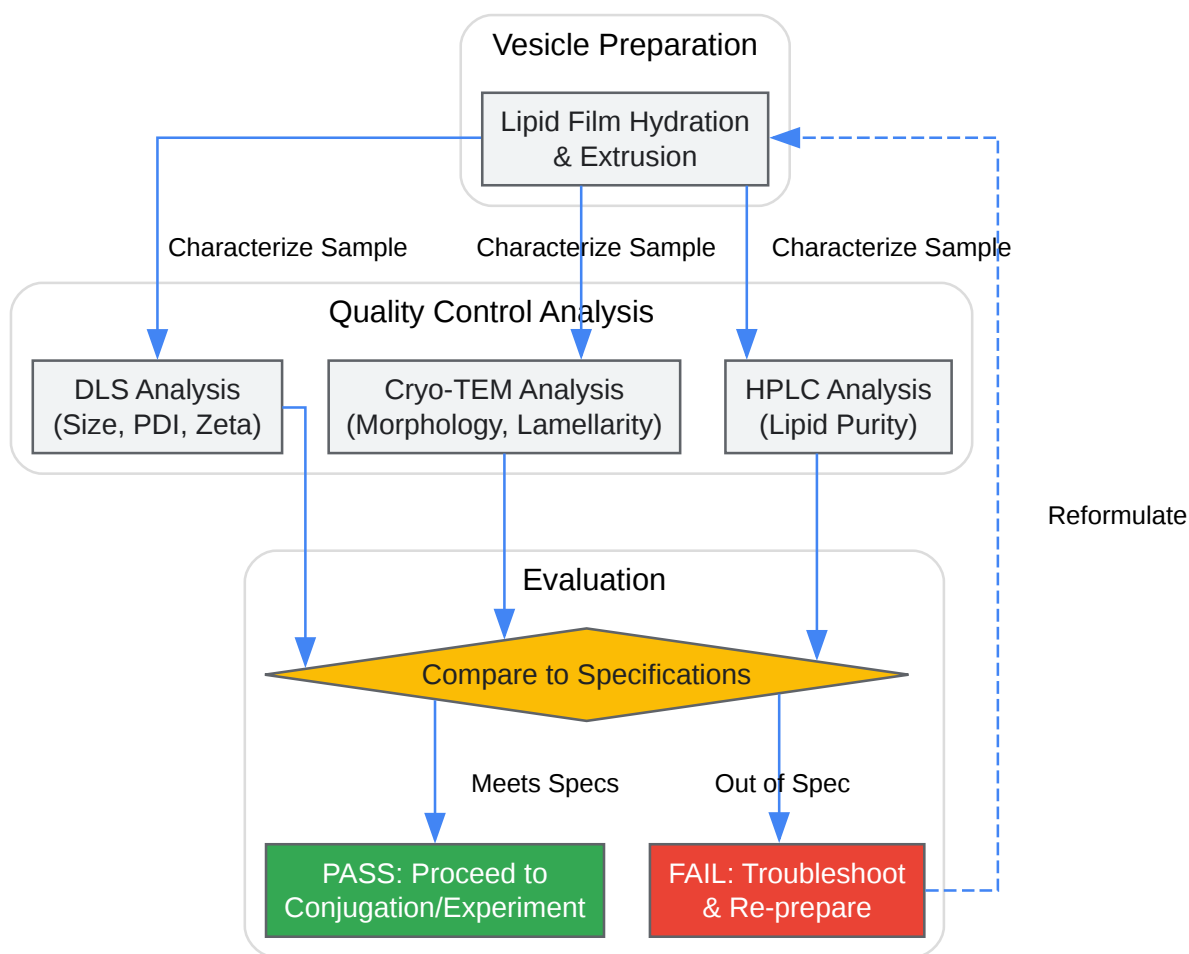 Vesicle Preparation
Lipid Film Hydration
& Extrusion
Characterize Sample
Characterize Sample
Characterize Sample
Quality Control Analysis
DLS Analysis
(Size, PDI, Zeta)
Cryo-TEM Analysis
(Morphology, Lamellarity)
HPLC Analysis
(Lipid Purity)
Reformulate
Evaluation
Compare to Specifications
Meets Specs
Out of Spec
PASS: Proceed to
Conjugation/Experiment
FAIL: Troubleshoot
& Re-prepare